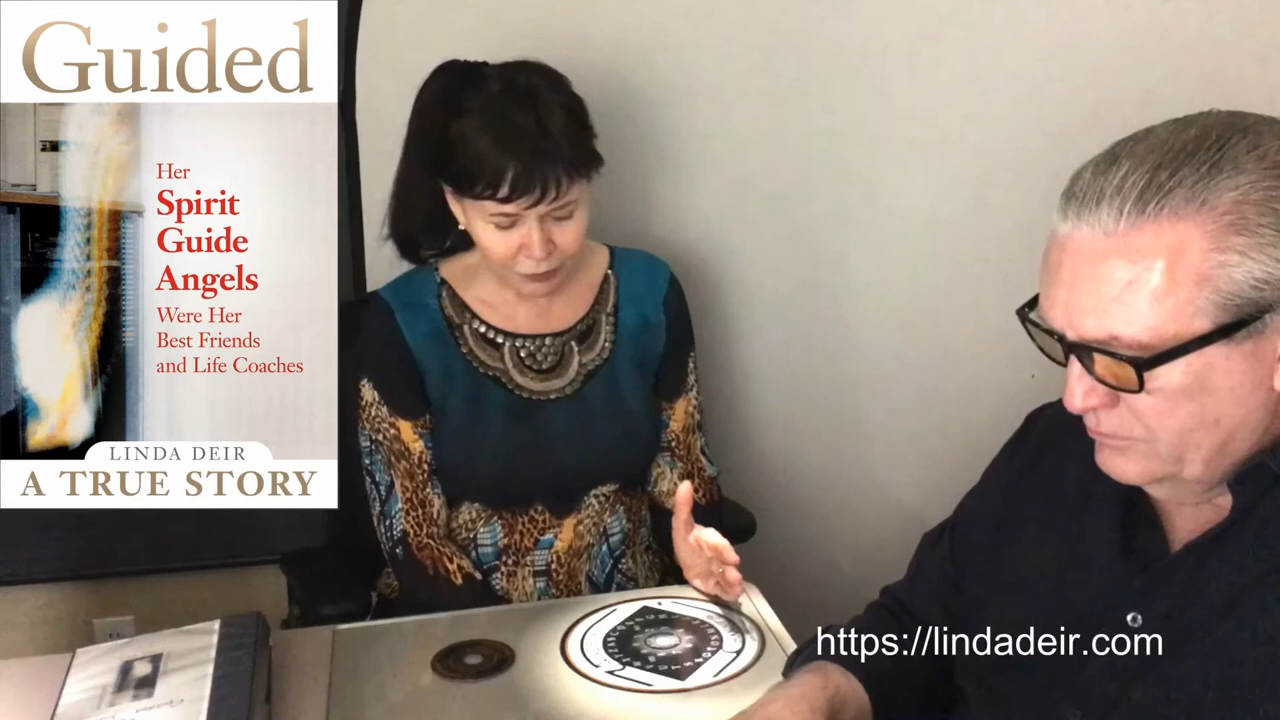 Guided
Her
Spirit
Guide
Angels
Were Her
Best Friends
and Life Coaches
LINDA DEIR
A TRUE STORY
https://lindadeir.com